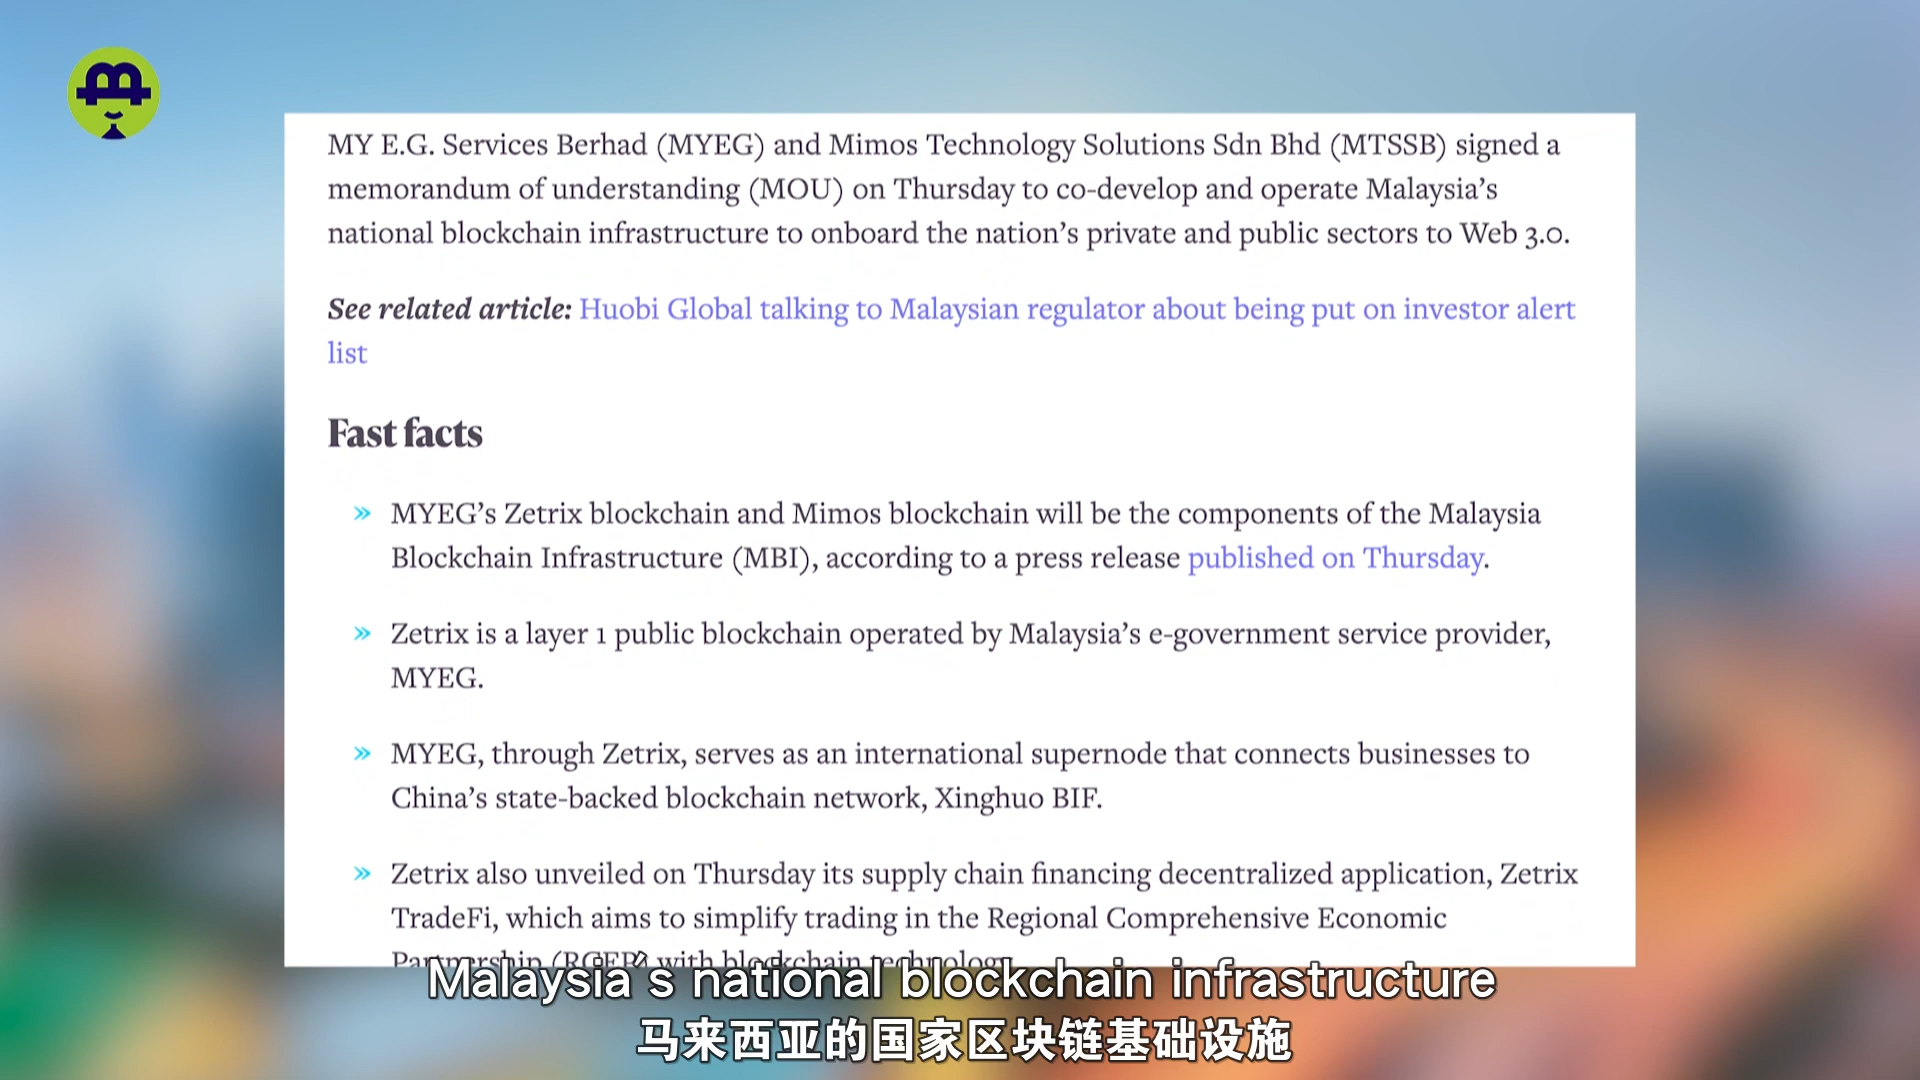 MY E.G. Services Berhad (MYEG) and Mimos Technology Solutions Sdn Bhd (MTSSB) signed a
memorandum of understanding (MOU) on Thursday to co-develop and operate Malaysia’s
national blockchain infrastructure to onboard the nation’s private and public sectors to Web 3.0.
See related article: Huobi Global talking to Malaysian regulator about being put on investor alert
list
Fast facts
» MYEG’s Zetrix blockchain and Mimos blockchain will be the components of the Malaysia
Blockchain Infrastructure (MBI), according to a press release published on Thursday.
» Zetrix is a layer 1 public blockchain operated by Malaysia’s e-government service provider,
MYEG.
» MYEG, through Zetrix, serves as an international supernode that connects businesses to
China’s state-backed blockchain network, Xinghuo BIF.
» Zetrix also unveiled on Thursday its supply chain financing decentralized application, Zetrix
TradeFi, which aims to simplify trading in the Regional Comprehensive Economic
Partnership (RCEP) with blockchain technology.
Malaysia's national blockchain infrastructure
马来西亚的国家区块链基础设施